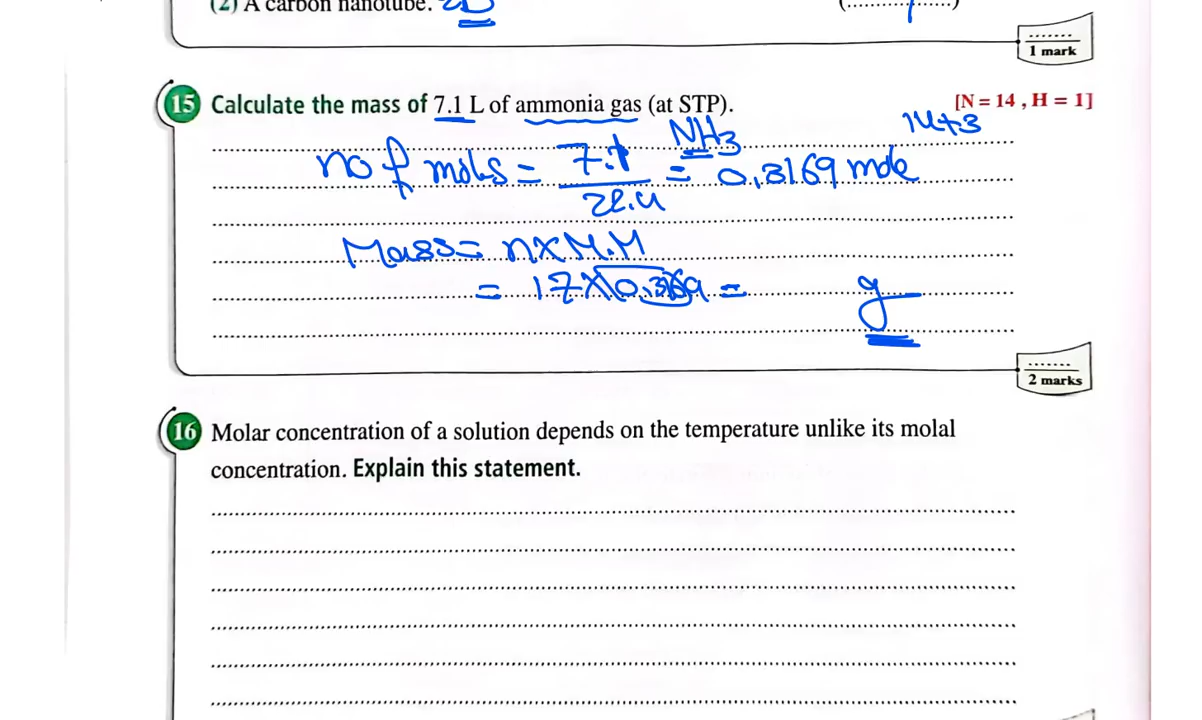 (2) A carbon nanotube. 2D (..................)
.......
1 mark
15 Calculate the mass of 7.1 L of ammonia gas (at STP). [N = 14 , H = 1]
NH3 14+3
no of mols = 7.1 / 22.4 = 0.3169 mole
Mass = n x M.M
= 17 x 0.3169 = g
.......
2 marks
16 Molar concentration of a solution depends on the temperature unlike its molal
concentration. Explain this statement.